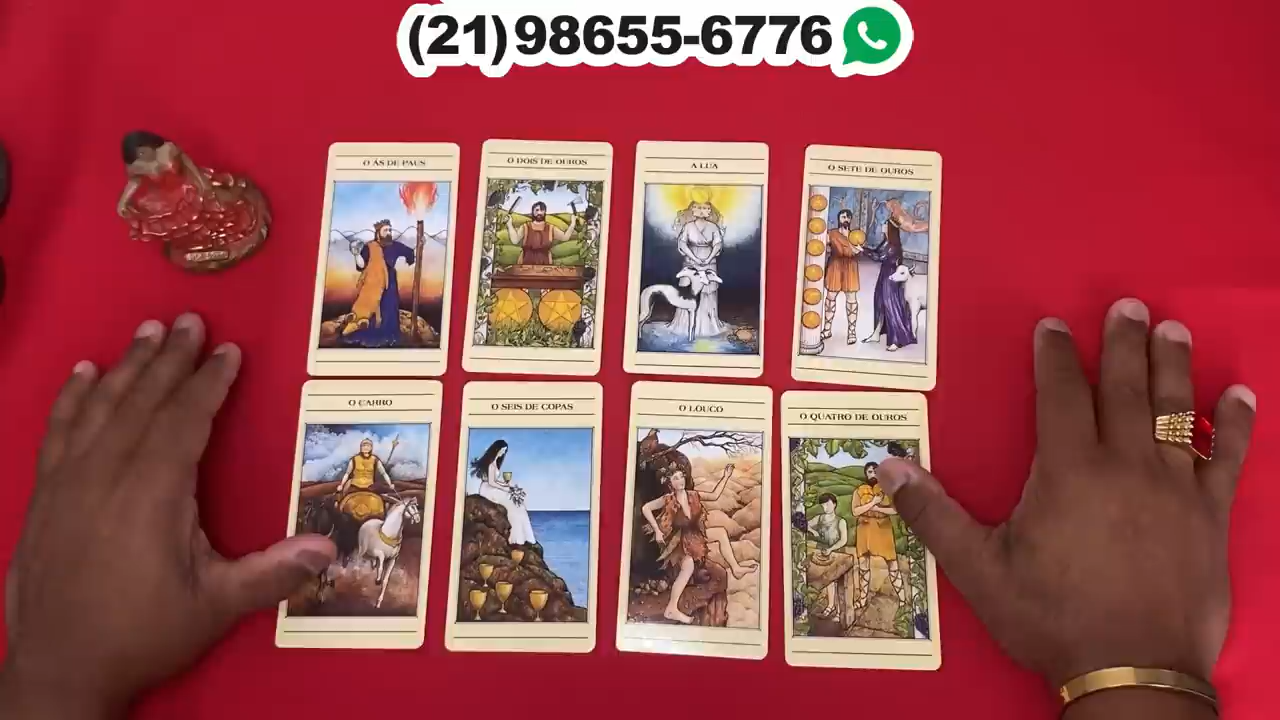 (21)98655-6776
O ÁS DE PAUS
O DOIS DE OUROS
A LUA
O SETE DE OUROS
O CARRO
O SEIS DE COPAS
O LOUCO
O QUATRO DE OUROS